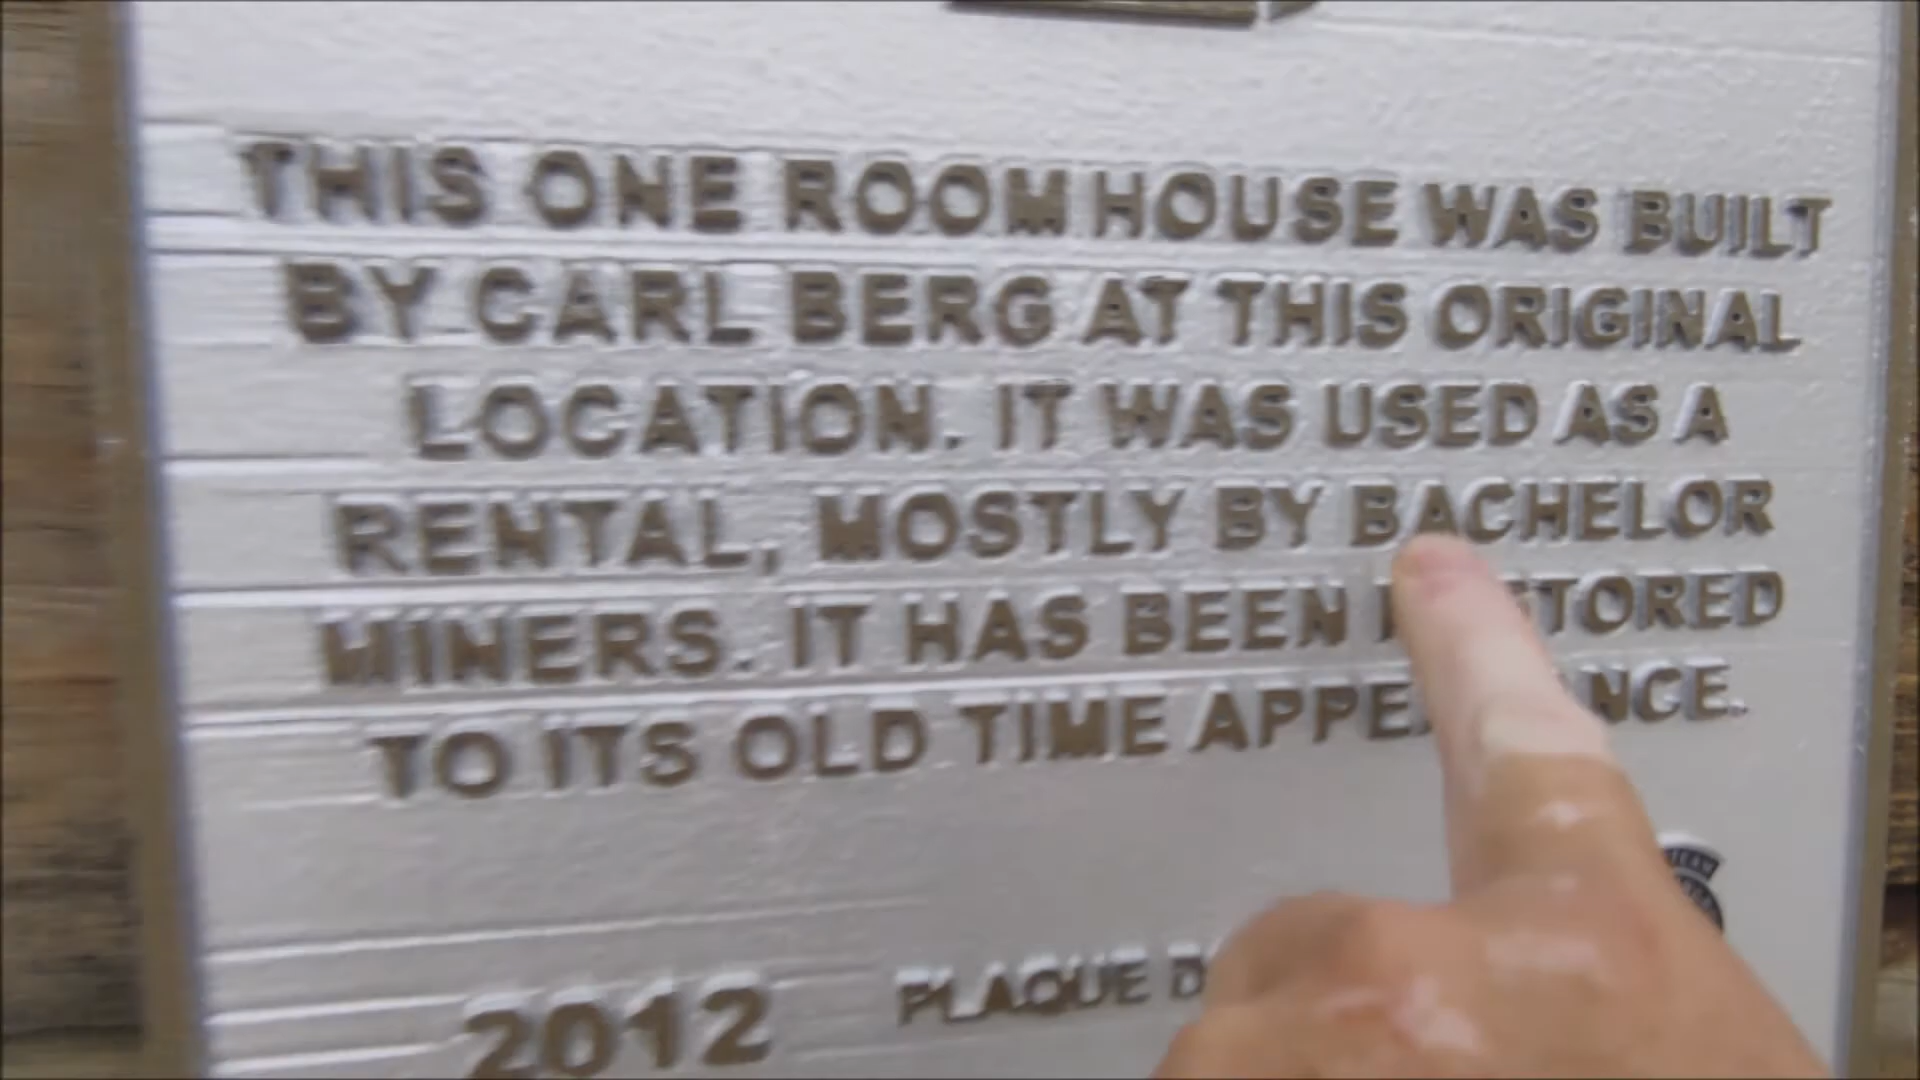 THIS ONE ROOM HOUSE WAS BUILT
BY CARL BERG AT THIS ORIGINAL
LOCATION. IT WAS USED AS A
RENTAL, MOSTLY BY BACHELOR
MINERS. IT HAS BEEN
TO ITS OLD TIME
2012 PLAQUE